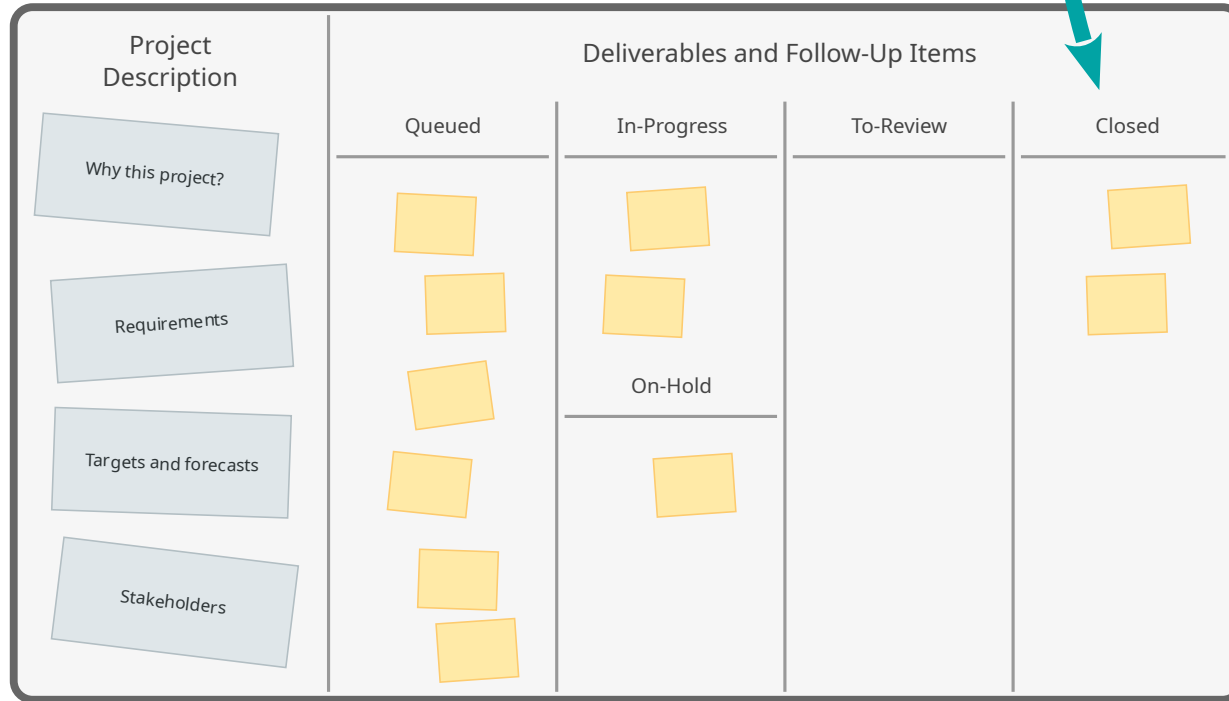 Project
Description
Why this project?
Requirements
Targets and forecasts
Stakeholders
Deliverables and Follow-Up Items
Queued
In-Progress
On-Hold
To-Review
Closed